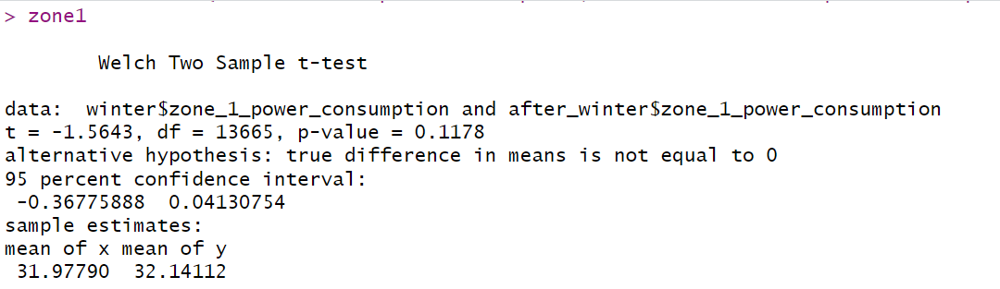 > zone1
Welch Two Sample t-test
data:  winter$zone_1_power_consumption and after_winter$zone_1_power_consumption
t = -1.5643, df = 13665, p-value = 0.1178
alternative hypothesis: true difference in means is not equal to 0
95 percent confidence interval:
 -0.36775888  0.04130754
sample estimates:
mean of x mean of y
 31.97790  32.14112